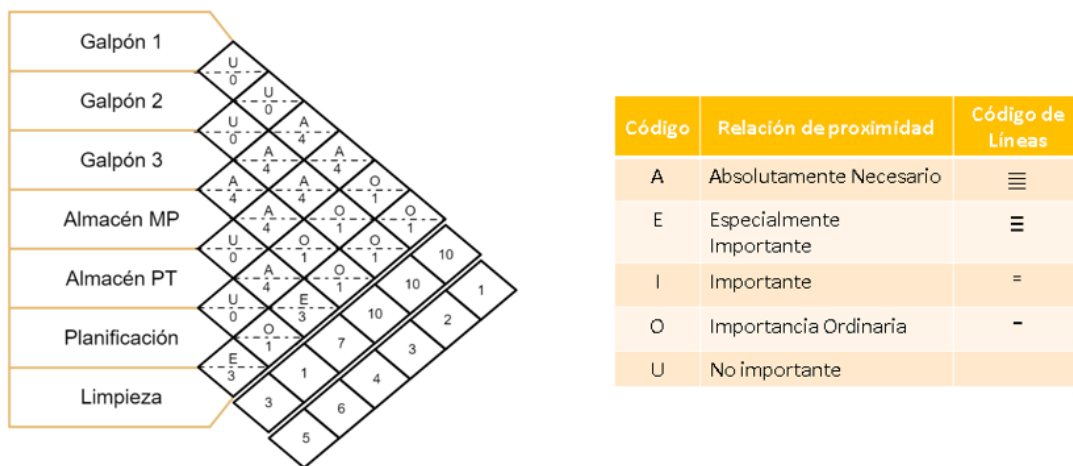 Galpón 1
Galpón 2
Galpón 3
Almacén MP
Almacén PT
Planificación
Limpieza
U
0
U
0
A
4
A
4
O
1
O
1
10
1
U
0
A
4
A
4
O
1
O
1
10
2
A
4
A
4
O
1
O
1
10
3
U
0
A
4
E
3
7
4
U
0
O
1
1
6
E
3
3
5
Código Relación de proximidad Código de
Líneas
A Absolutamente Necesario
E Especialmente
Importante
I Importante =
O Importancia Ordinaria -
U No importante